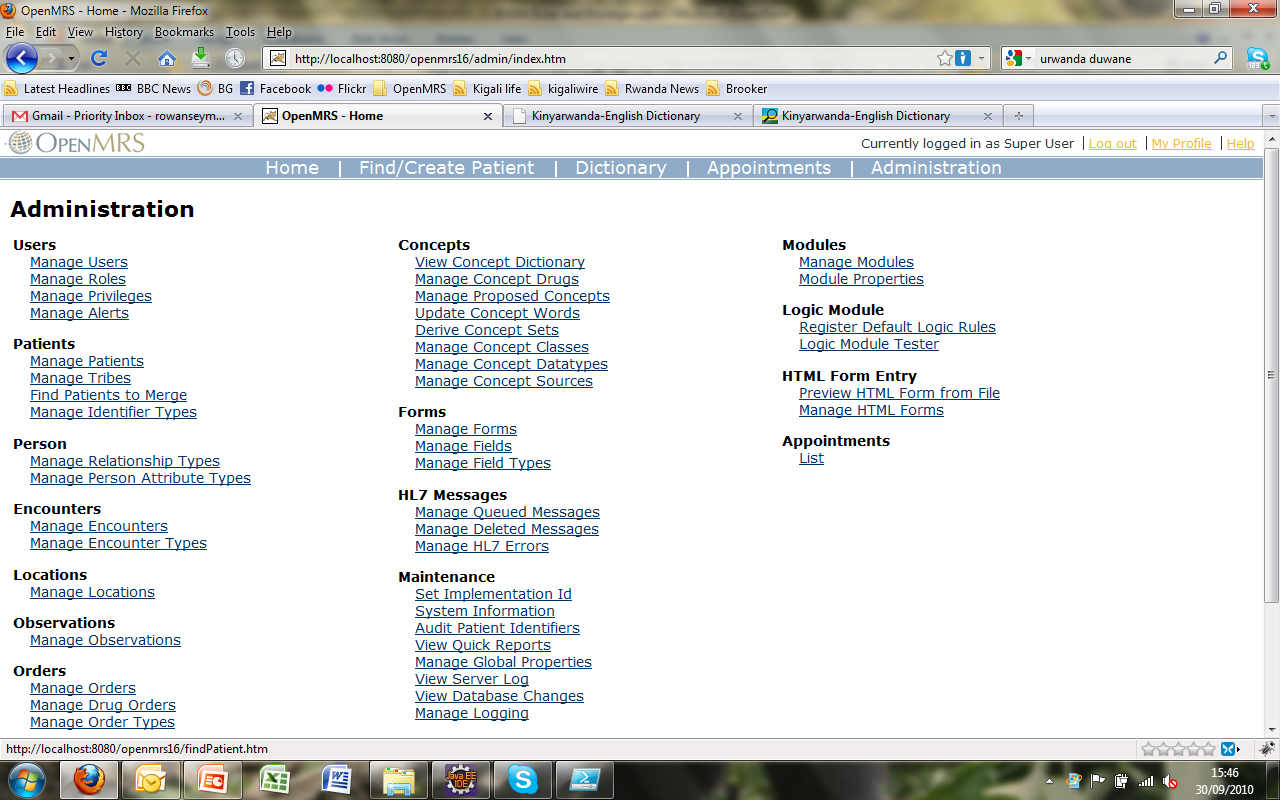 OpenMRS - Home - Mozilla Firefox
File Edit View History Bookmarks Tools Help
http://localhost:8080/openmrs16/admin/index.htm
urwanda duwane
Latest Headlines BBC BBC News BG Facebook Flickr OpenMRS Kigali life kigaliwire Rwanda News Brooker
Gmail - Priority Inbox - rowanseym... OpenMRS - Home Kinyarwanda-English Dictionary Kinyarwanda-English Dictionary
OPENMRS
Currently logged in as Super User | Log out | My Profile | Help
Home | Find/Create Patient | Dictionary | Appointments | Administration
Administration
Users
Manage Users
Manage Roles
Manage Privileges
Manage Alerts
Patients
Manage Patients
Manage Tribes
Find Patients to Merge
Manage Identifier Types
Person
Manage Relationship Types
Manage Person Attribute Types
Encounters
Manage Encounters
Manage Encounter Types
Locations
Manage Locations
Observations
Manage Observations
Orders
Manage Orders
Manage Drug Orders
Manage Order Types
Concepts
View Concept Dictionary
Manage Concept Drugs
Manage Proposed Concepts
Update Concept Words
Derive Concept Sets
Manage Concept Classes
Manage Concept Datatypes
Manage Concept Sources
Forms
Manage Forms
Manage Fields
Manage Field Types
HL7 Messages
Manage Queued Messages
Manage Deleted Messages
Manage HL7 Errors
Maintenance
Set Implementation Id
System Information
Audit Patient Identifiers
View Quick Reports
Manage Global Properties
View Server Log
View Database Changes
Manage Logging
Modules
Manage Modules
Module Properties
Logic Module
Register Default Logic Rules
Logic Module Tester
HTML Form Entry
Preview HTML Form from File
Manage HTML Forms
Appointments
List
http://localhost:8080/openmrs16/findPatient.htm
Java EE
IDE
15:46
30/09/2010